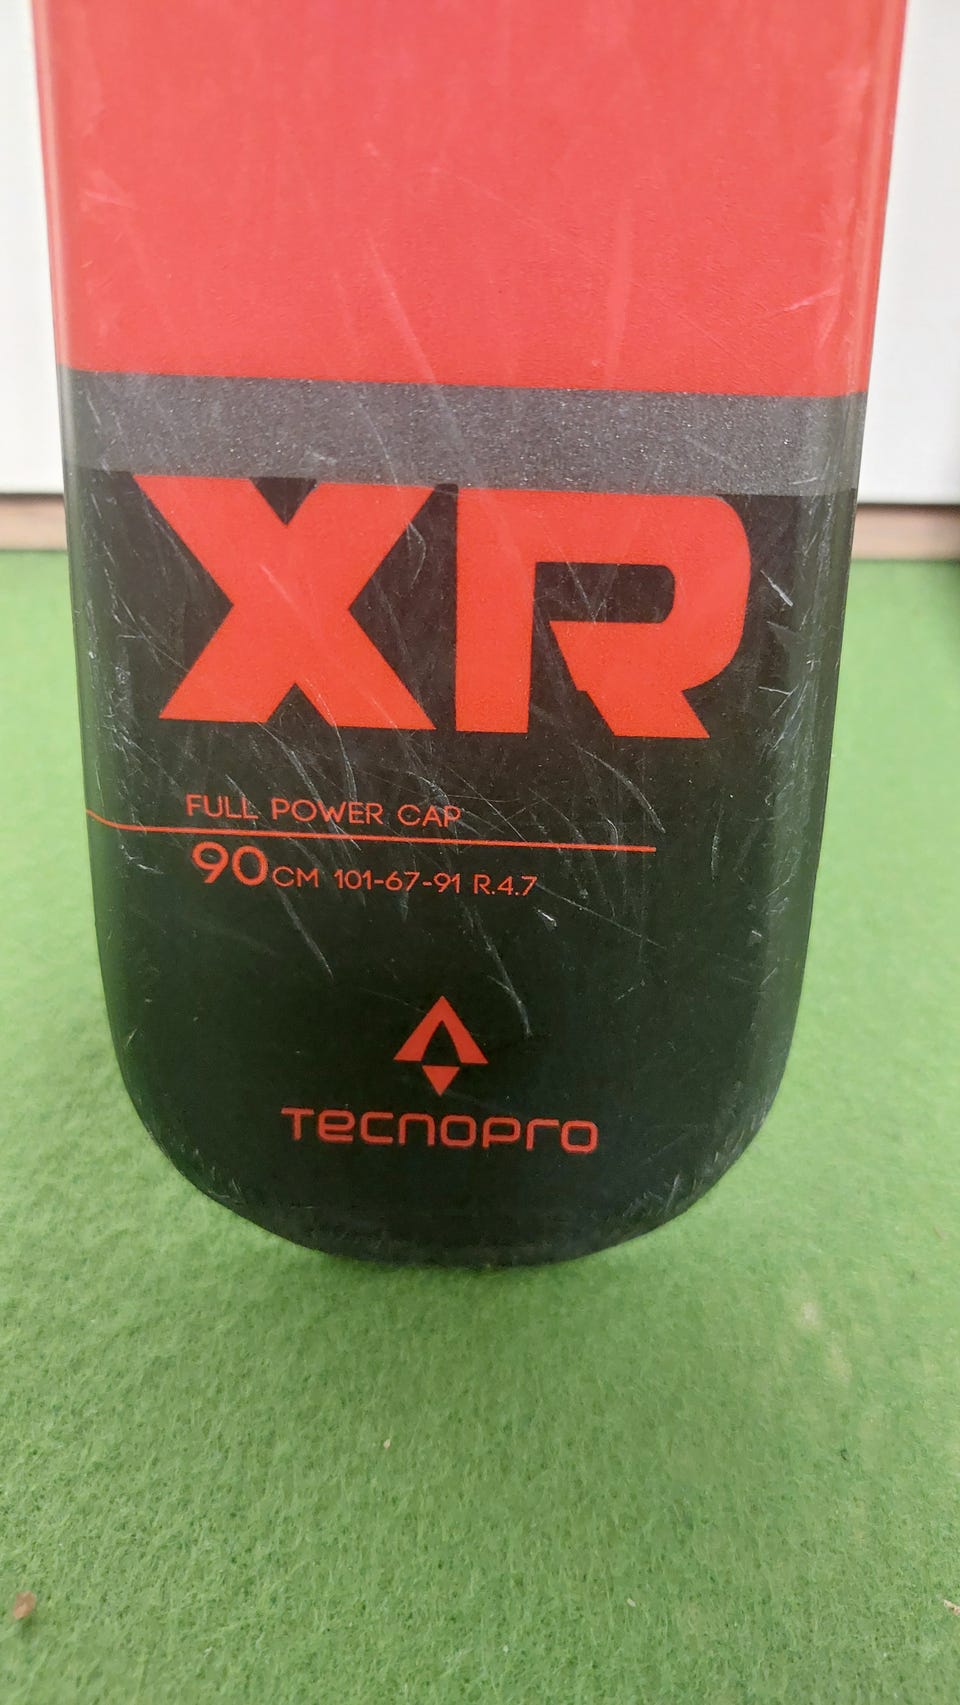 XR
FULL POWER CAP
90CM 101-67-91 R.4.7
TECNOPRO